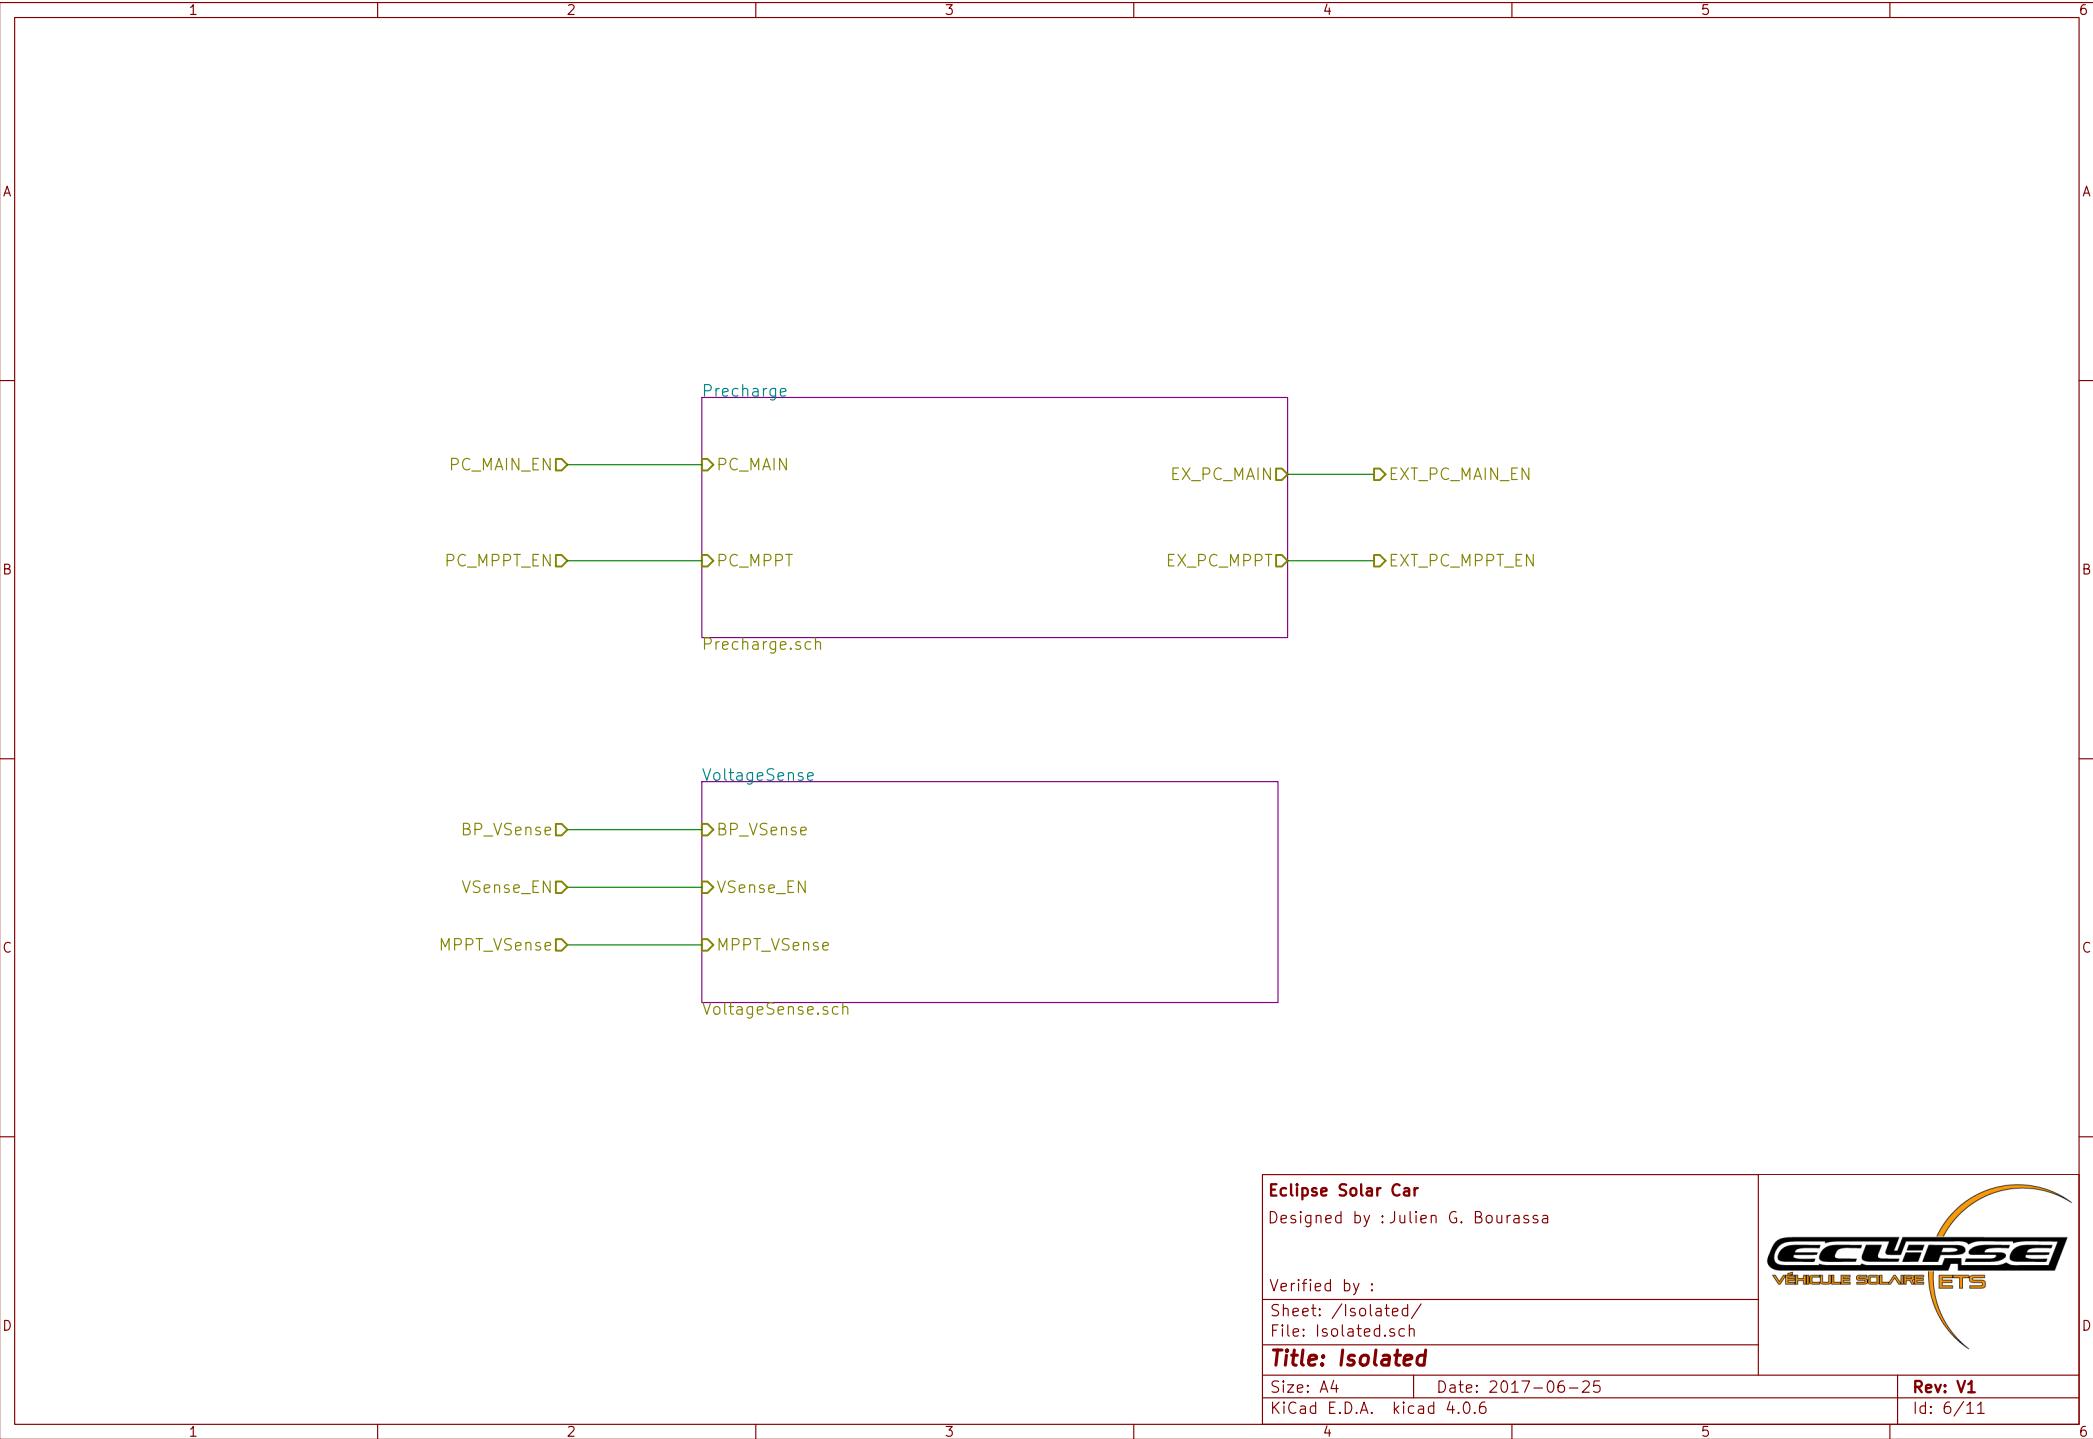 1 2 3 4 5 6
A A
Precharge
PC_MAIN_EN PC_MAIN
EX_PC_MAIN EXT_PC_MAIN_EN
PC_MPPT_EN PC_MPPT EX_PC_MPPT EXT_PC_MPPT_EN
B B
Precharge.sch
VoltageSense
BP_VSense BP_VSense
VSense_EN VSense_EN
MPPT_VSense MPPT_VSense
C C
VoltageSense.sch
Eclipse Solar Car
Designed by : Julien G. Bourassa
Verified by :
ECLIPSE
VÉHICULE SOLAIRE ETS
Sheet: /Isolated/
File: Isolated.sch
D D
Title: Isolated
Size: A4 Date: 2017-06-25 Rev: V1
KiCad E.D.A. kicad 4.0.6 Id: 6/11
1 2 3 4 5 6